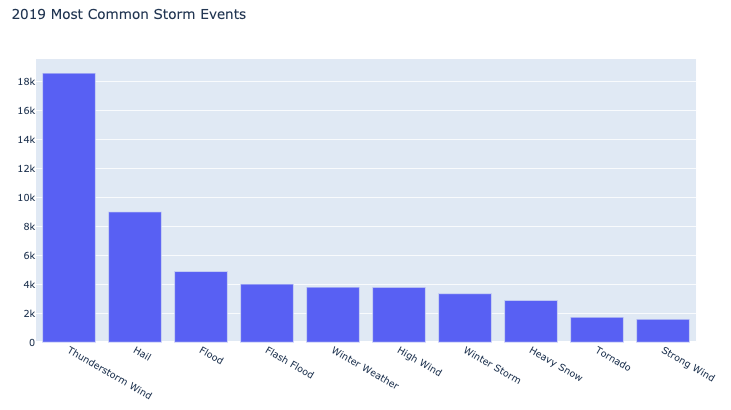 2019 Most Common Storm Events
18k
16k
14k
12k
10k
8k
6k
4k
2k
0
Thunderstorm Wind
Hail
Flood
Flash Flood
Winter Weather
High Wind
Winter Storm
Heavy Snow
Tornado
Strong Wind